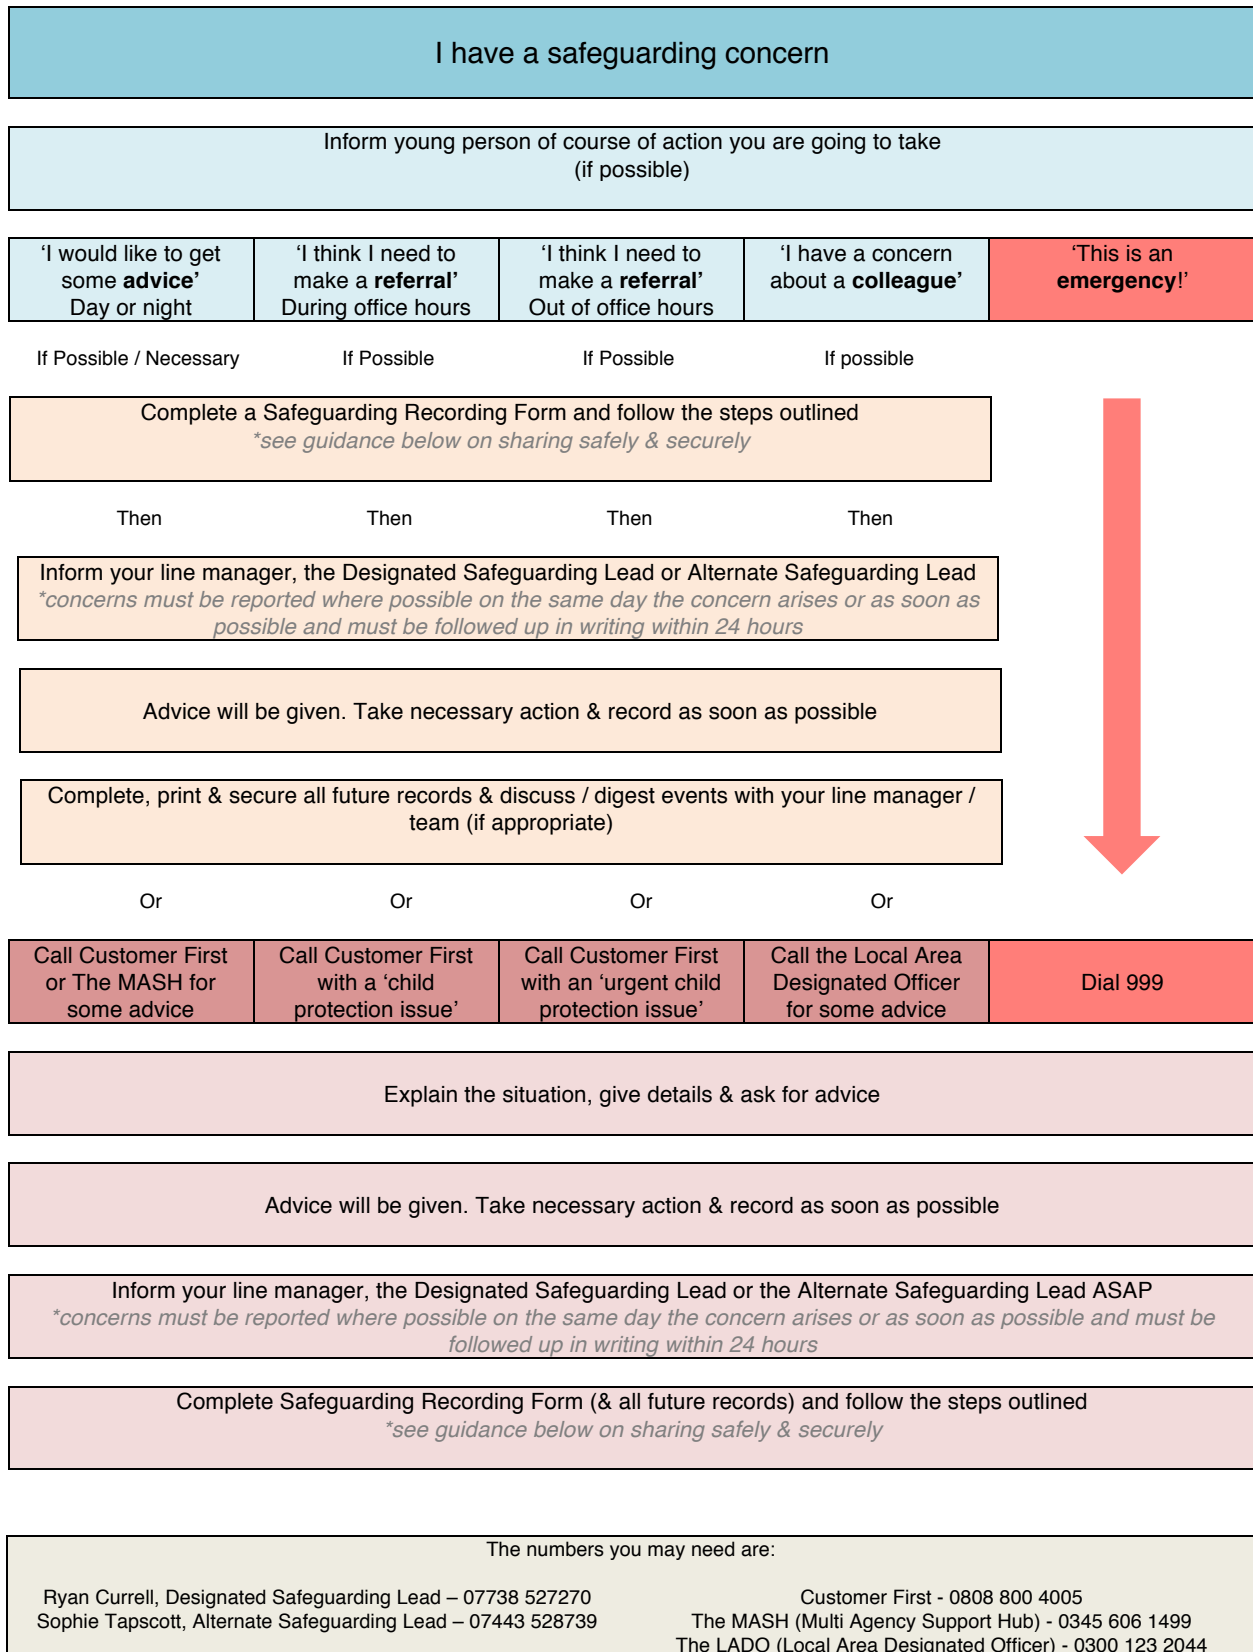 I have a safeguarding concern
Inform young person of course of action you are going to take
(if possible)
‘I would like to get
some advice’
Day or night
‘I think I need to
make a referral’
During office hours
‘I think I need to
make a referral’
Out of office hours
‘I have a concern
about a colleague’
‘This is an
emergency!’
If Possible / Necessary
If Possible
If Possible
If possible
Complete a Safeguarding Recording Form and follow the steps outlined
*see guidance below on sharing safely & securely
Then
Then
Then
Then
Inform your line manager, the Designated Safeguarding Lead or Alternate Safeguarding Lead
*concerns must be reported where possible on the same day the concern arises or as soon as
possible and must be followed up in writing within 24 hours
Advice will be given. Take necessary action & record as soon as possible
Complete, print & secure all future records & discuss / digest events with your line manager /
team (if appropriate)
Or
Or
Or
Or
Call Customer First
or The MASH for
some advice
Call Customer First
with a ‘child
protection issue’
Call Customer First
with an ‘urgent child
protection issue’
Call the Local Area
Designated Officer
for some advice
Dial 999
Explain the situation, give details & ask for advice
Advice will be given. Take necessary action & record as soon as possible
Inform your line manager, the Designated Safeguarding Lead or the Alternate Safeguarding Lead ASAP
*concerns must be reported where possible on the same day the concern arises or as soon as possible and must be
followed up in writing within 24 hours
Complete Safeguarding Recording Form (& all future records) and follow the steps outlined
*see guidance below on sharing safely & securely
The numbers you may need are:
Ryan Currell, Designated Safeguarding Lead – 07738 527270
Sophie Tapscott, Alternate Safeguarding Lead – 07443 528739
Customer First - 0808 800 4005
The MASH (Multi Agency Support Hub) - 0345 606 1499
The LADO (Local Area Designated Officer) - 0300 123 2044